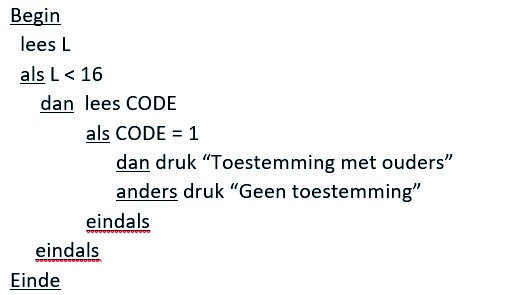 Begin
lees L
als L < 16
dan lees CODE
als CODE = 1
dan druk “Toestemming met ouders”
anders druk “Geen toestemming”
eindals
eindals
Einde